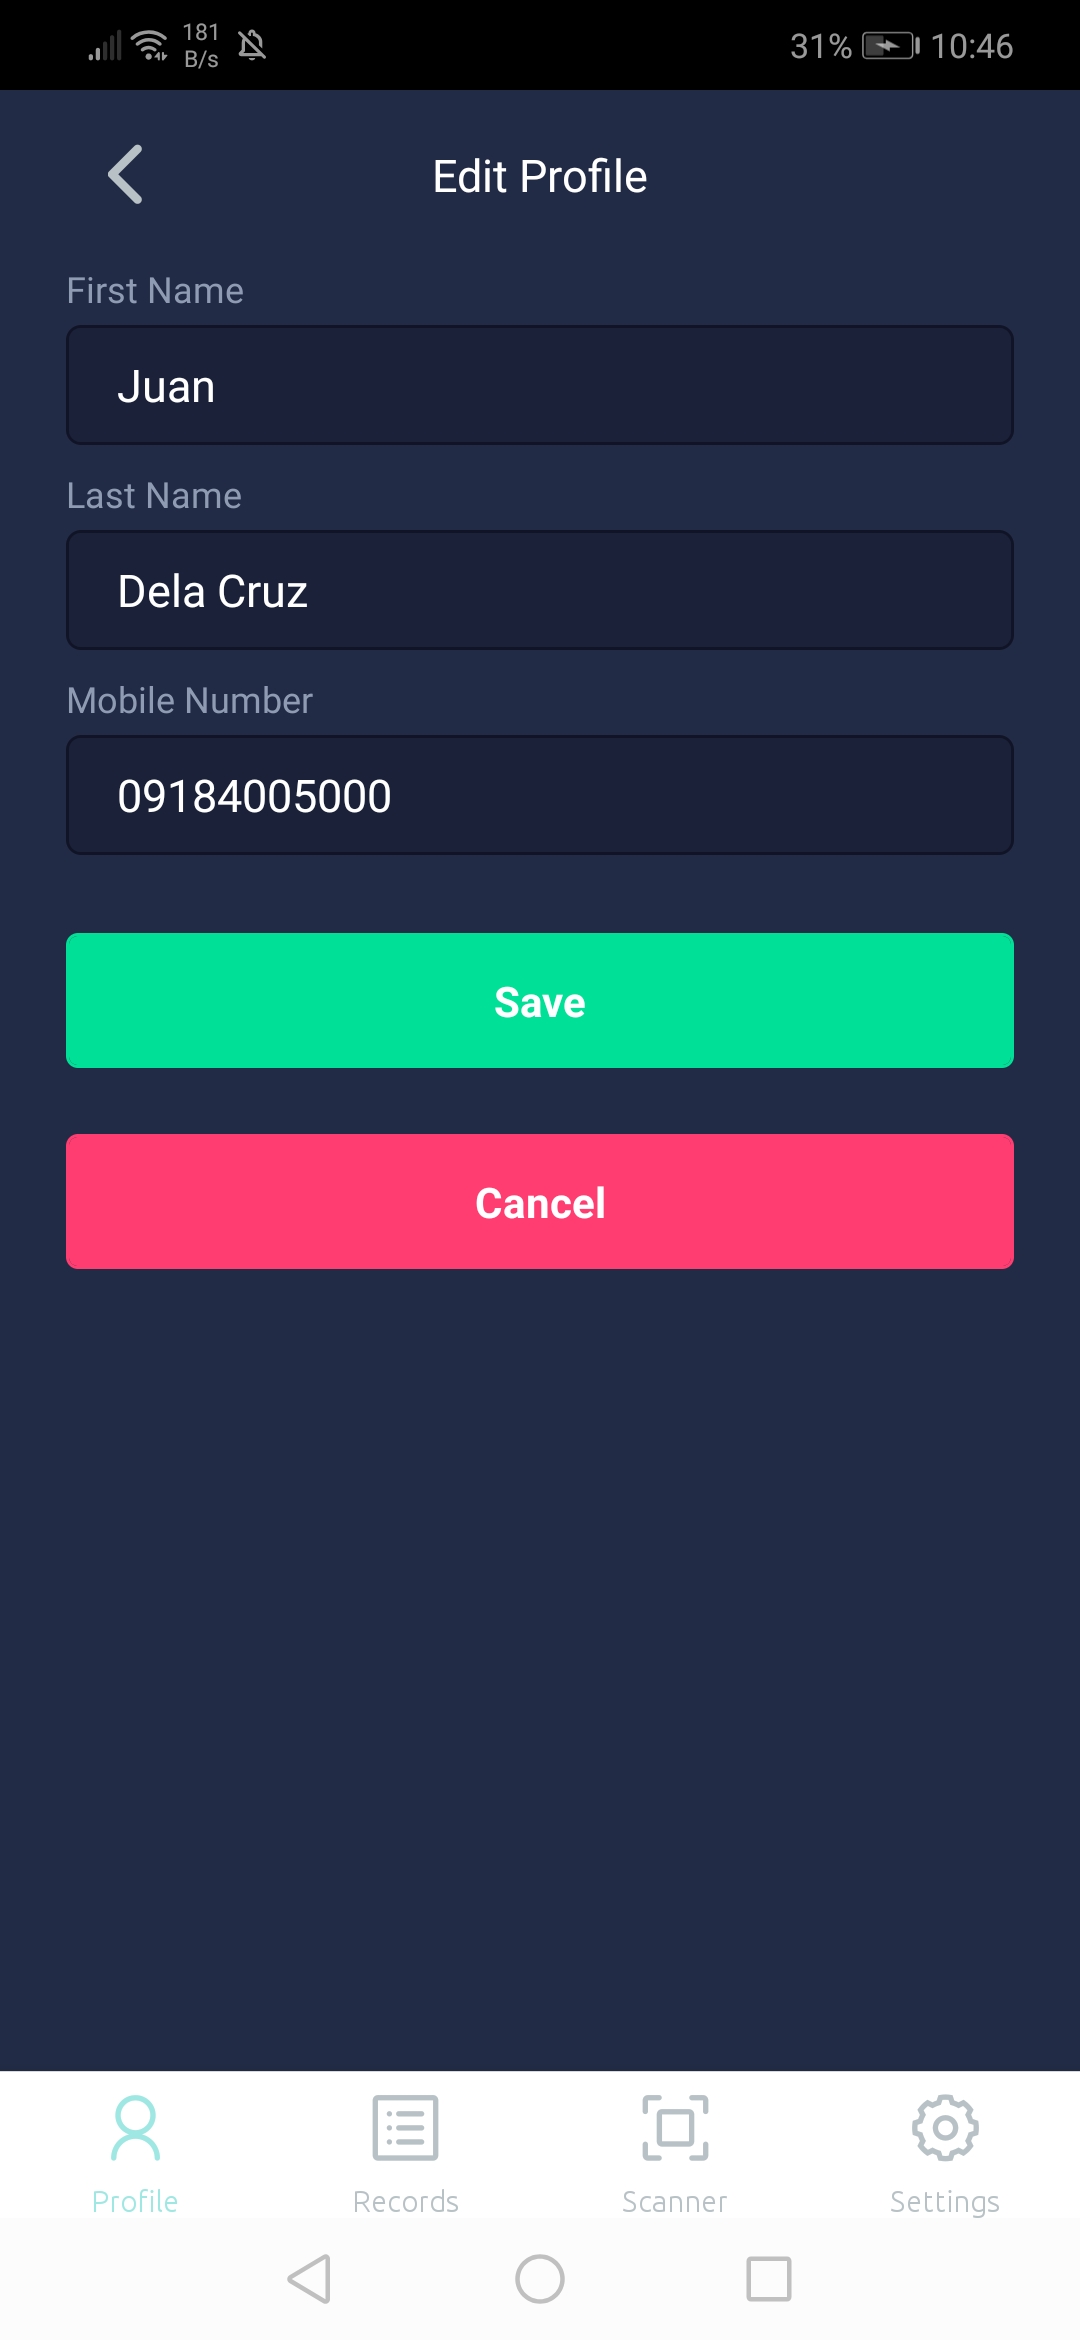 181
B/s
31% 10:46
Edit Profile
First Name
Juan
Last Name
Dela Cruz
Mobile Number
09184005000
Save
Cancel
Profile Records Scanner Settings